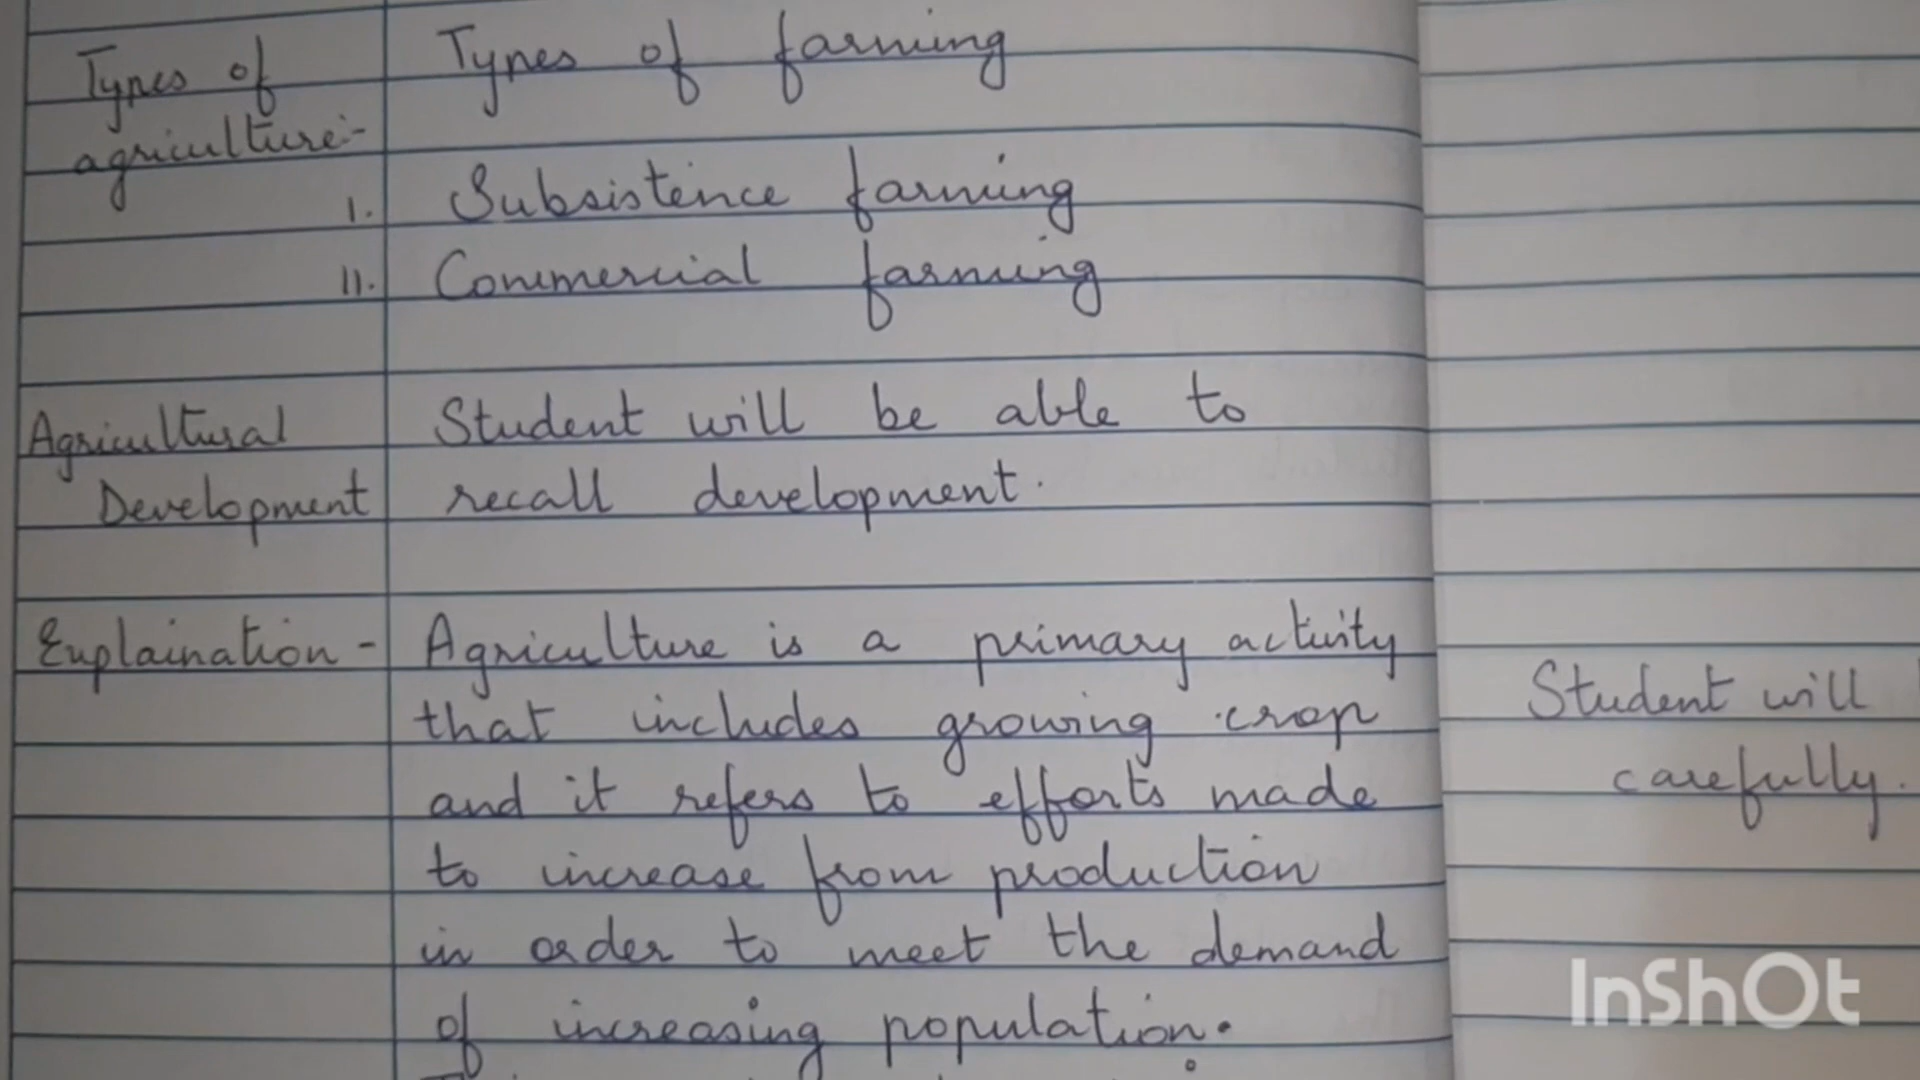 Types of
agriculture:-
Types of farming
I. Subsistence farming
II. Commercial farming
Agricultural
Development
Student will be able to
recall development.
Explaination -
Agriculture is a primary activity
that includes growing crop
and it refers to efforts made
to increase from production
in order to meet the demand
of increasing population.
Student will
carefully.
InShOt